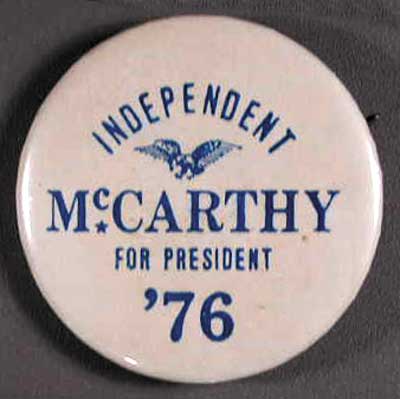 INDEPENDENT
McCARTHY
FOR PRESIDENT
'76